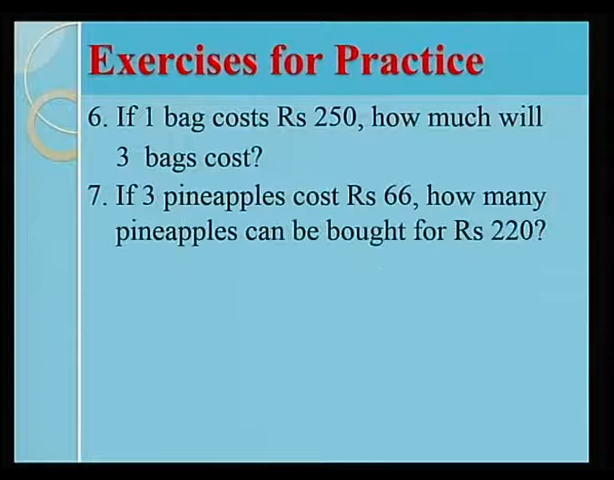 Exercises for Practice
6. If 1 bag costs Rs 250, how much will
3 bags cost?
7. If 3 pineapples cost Rs 66, how many
pineapples can be bought for Rs 220?